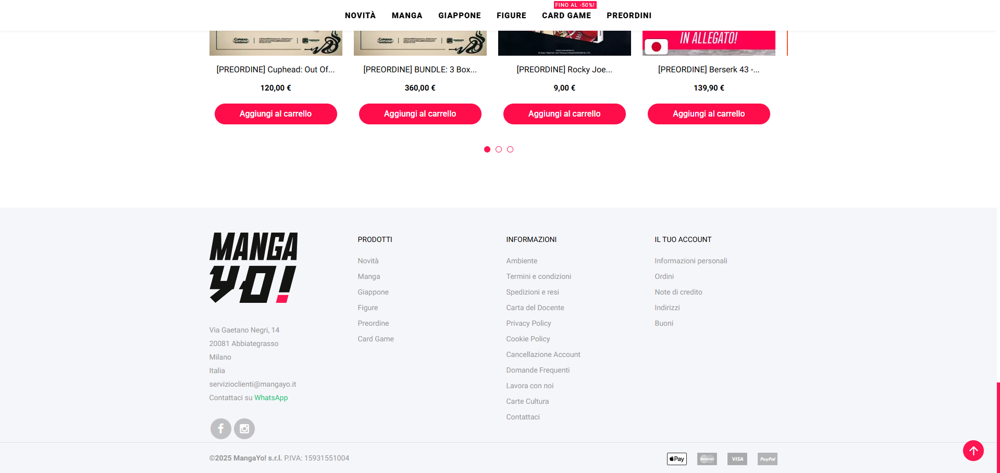 FINO AL -50%!
NOVITÀ MANGA GIAPPONE FIGURE CARD GAME PREORDINI
CUPHEAD
CUPHEAD
IN ALLEGATO!
[PREORDINE] Cuphead: Out Of...
120,00 €
Aggiungi al carrello
[PREORDINE] BUNDLE: 3 Box...
360,00 €
Aggiungi al carrello
[PREORDINE] Rocky Joe...
9,00 €
Aggiungi al carrello
[PREORDINE] Berserk 43 -...
139,90 €
Aggiungi al carrello
MANGA
YO!
Via Gaetano Negri, 14
20081 Abbiategrasso
Milano
Italia
servizioclienti@mangayo.it
Contattaci su WhatsApp
PRODOTTI
Novità
Manga
Giappone
Figure
Preordine
Card Game
INFORMAZIONI
Ambiente
Termini e condizioni
Spedizioni e resi
Carta del Docente
Privacy Policy
Cookie Policy
Cancellazione Account
Domande Frequenti
Lavora con noi
Carte Cultura
Contattaci
IL TUO ACCOUNT
Informazioni personali
Ordini
Note di credito
Indirizzi
Buoni
©2025 MangaYo! s.r.l. P.IVA: 15931551004
Pay
MasterCard
VISA
PayPal